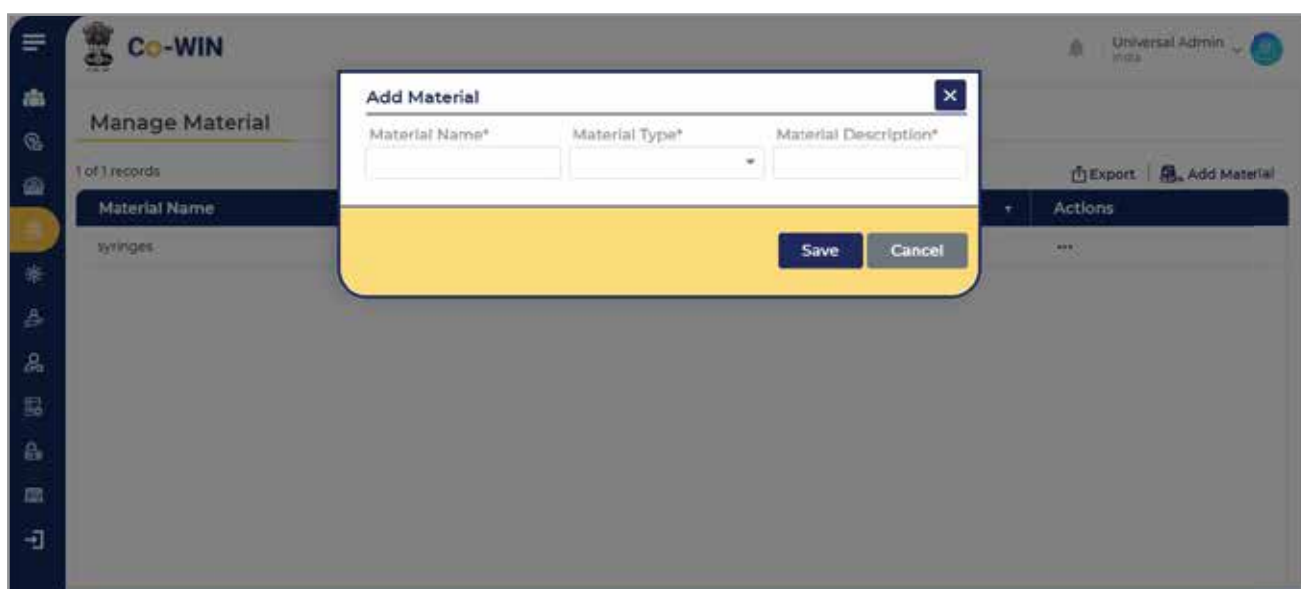 Co-WIN
Universal Admin
India
Add Material
Manage Material
Material Name*
Material Type*
Material Description*
1 of 1 records
Export
Add Material
Material Name
Actions
syringes
Save
Cancel